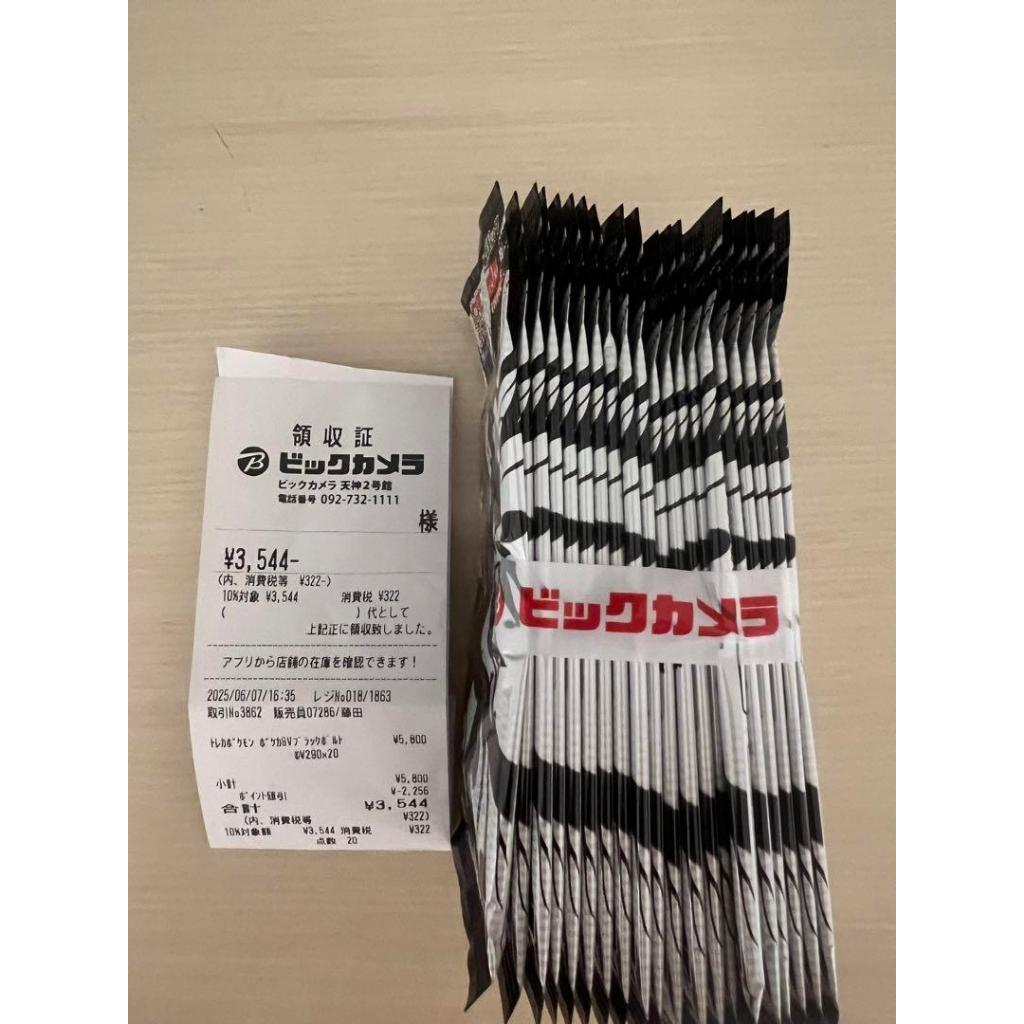 領収証
ビックカメラ
ビックカメラ 天神2号館
電話番号 092-732-1111
様
¥3,544-
(内、消費税等 ¥322-)
10%対象 ¥3,544 消費税 ¥322
( )代として
上記正に領収致しました。
アプリから店舗の在庫を確認できます!
2025/06/07/16:35 レジNo018/1863
取引No3862 販売員07286/藤田
トレカポケモン ポケカSVブラックボルト ¥5,800
@¥290×20
小計 ¥5,800
ポイント値引 ¥-2,256
合計 ¥3,544
(内、消費税等 ¥322)
10%対象額 ¥3,544 消費税 ¥322
点数 20
ビックカメラ